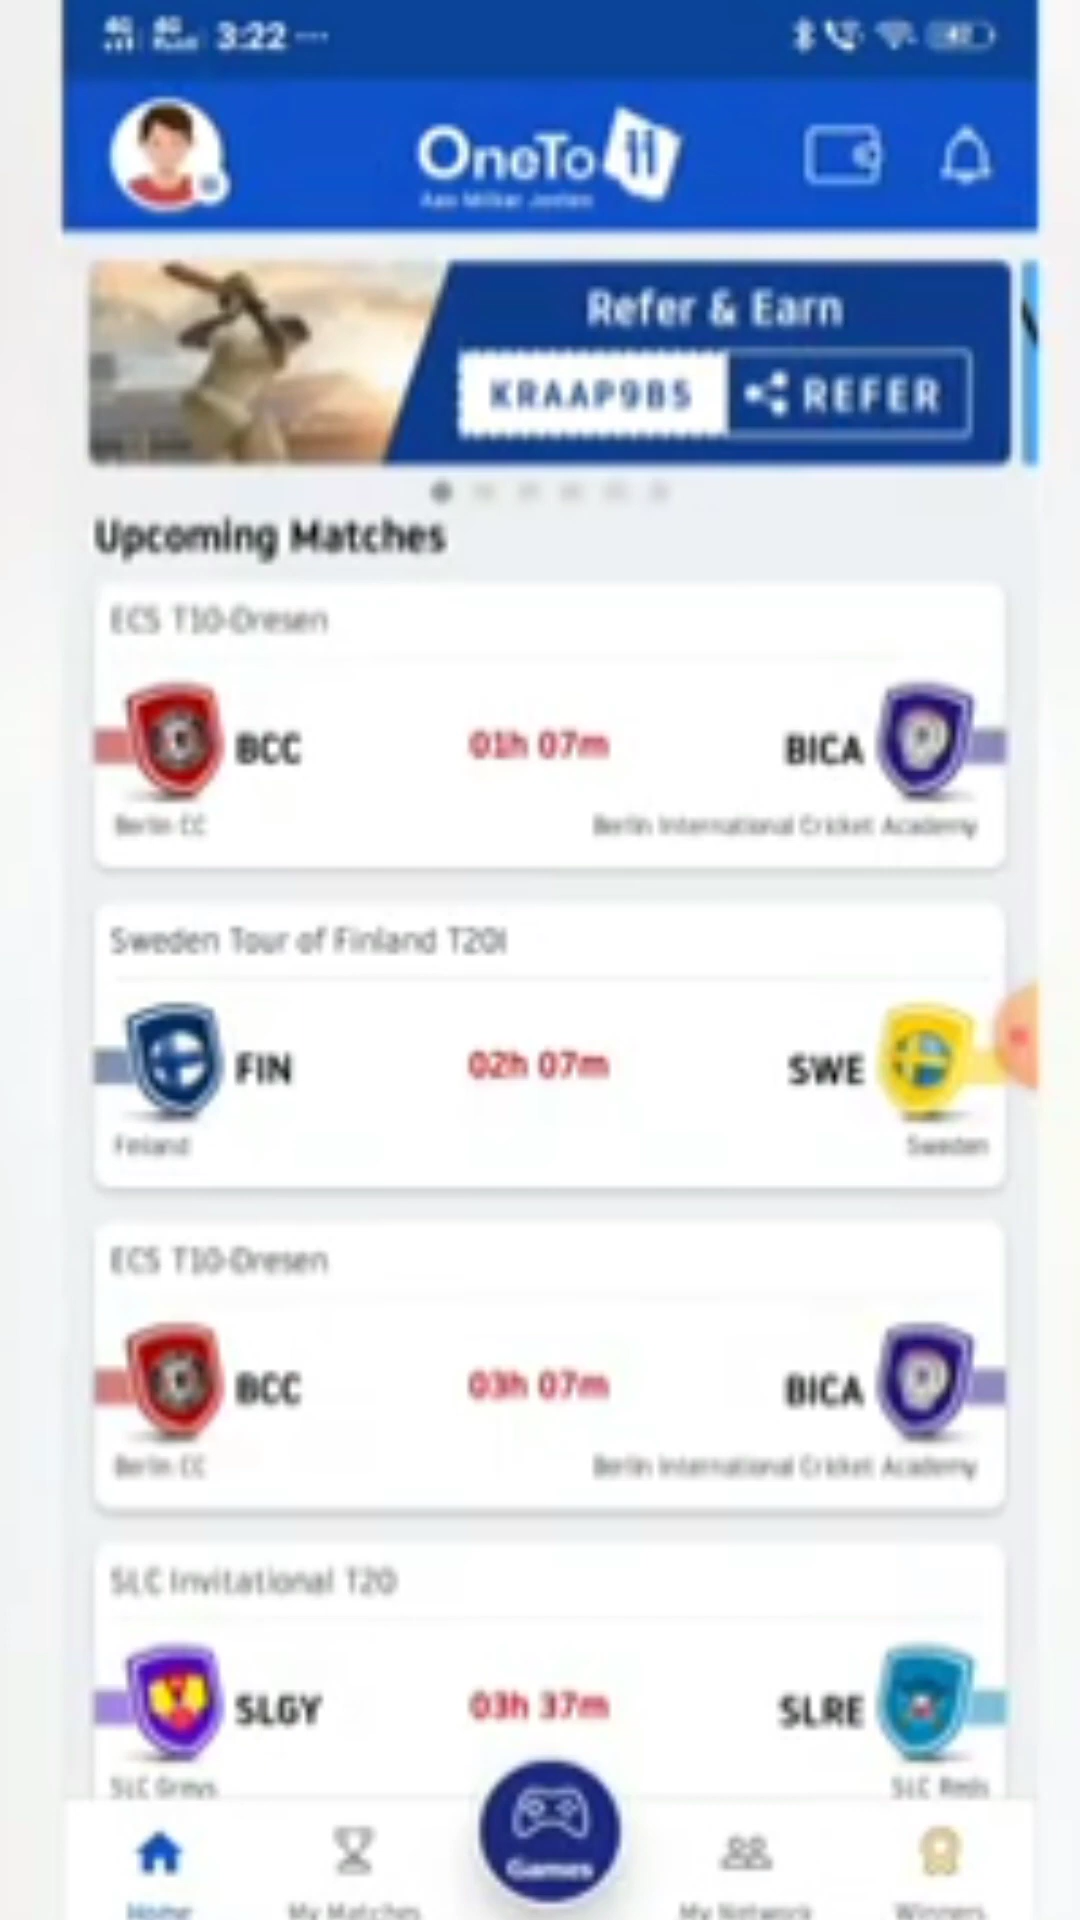 4G 4G 3:22 ...
OneTo 11
Refer & Earn
KRAAP9B5 REFER
Upcoming Matches
ECS T10-Dresen
BCC 01h 07m BICA
Berlin CC Berlin International Cricket Academy
Sweden Tour of Finland T20I
FIN 02h 07m SWE
Finland Sweden
ECS T10-Dresen
BCC 03h 07m BICA
Berlin CC Berlin International Cricket Academy
SLC Invitational T20
SLGY 03h 37m SLRE
SLC Greys SLC Reds
Games
Home My Matches My Network Winners